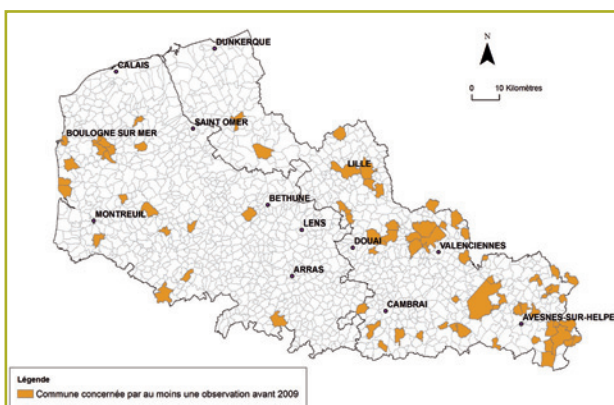 DUNKERQUE
N
CALAIS
0 10 Kilomètres
SAINT OMER
BOULOGNE SUR MER
LILLE
BETHUNE
MONTREUIL
LENS
DOUAI
VALENCIENNES
ARRAS
CAMBRAI
AVESNES-SUR-HELPE
Légende
Commune concernée par au moins une observation avant 2009